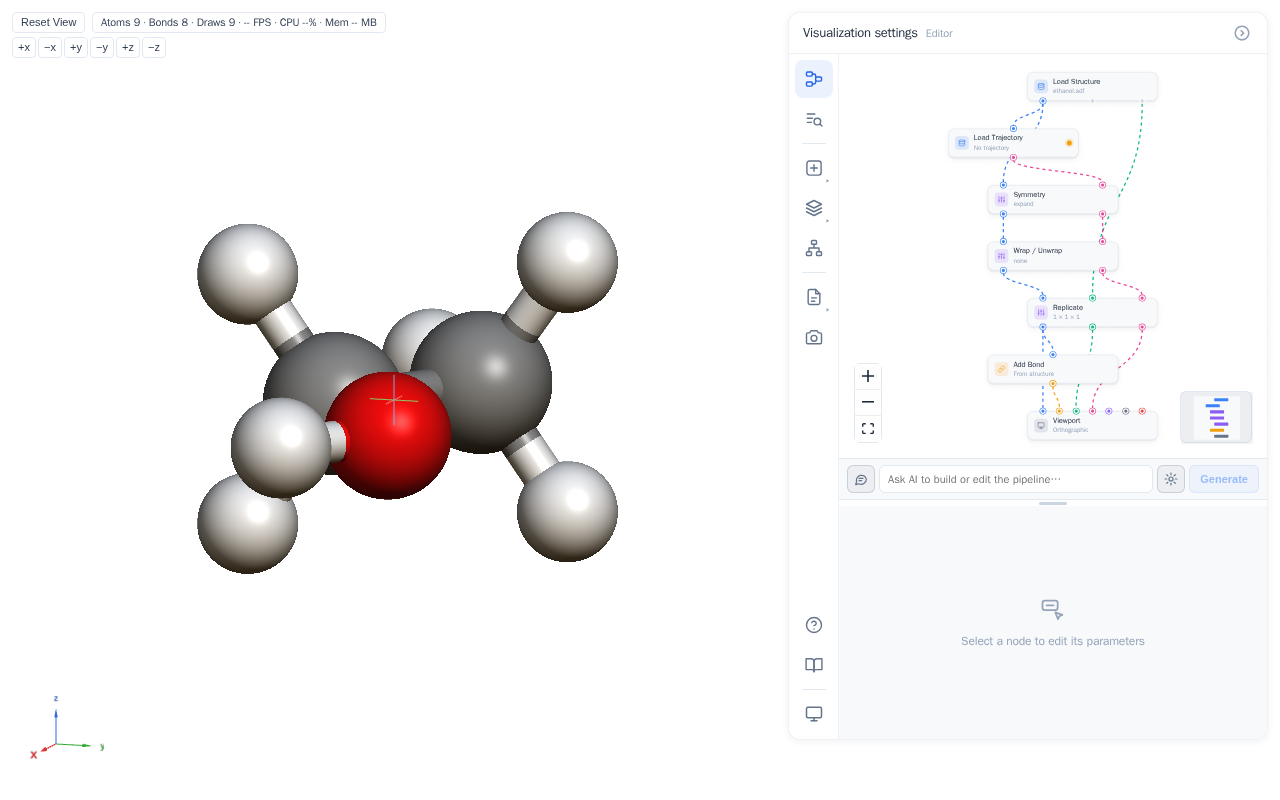 Reset View
Atoms 9 · Bonds 8 · Draws 9 · -- FPS · CPU --% · Mem -- MB
+x
−x
+y
−y
+z
−z
Visualization settings
Editor
Load Structure
ethanol.sdf
Load Trajectory
No trajectory
Symmetry
expand
Wrap / Unwrap
none
Replicate
1 × 1 × 1
Add Bond
From structure
Viewport
Orthographic
Ask AI to build or edit the pipeline···
Generate
Select a node to edit its parameters
z
x
y